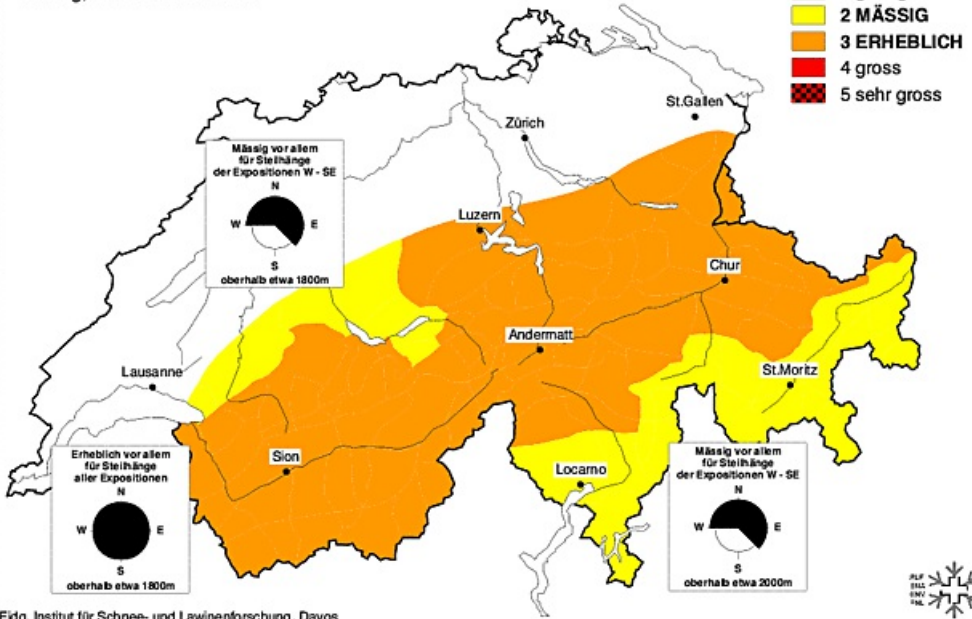 2 MÄSSIG
3 ERHEBLICH
4 gross
5 sehr gross
St.Gallen
Zürich
Mässig vor allem
für Steilhänge
der Expositionen W - SE
N
W E
S
oberhalb etwa 1800m
Luzern
Chur
Andermatt
Lausanne
St.Moritz
Erheblich vor allem
für Steilhänge
aller Expositionen
N
W E
S
oberhalb etwa 1800m
Sion
Locarno
Mässig vor allem
für Steilhänge
der Expositionen W - SE
N
W E
S
oberhalb etwa 2000m
Eidg. Institut für Schnee- und Lawinenforschung, Davos